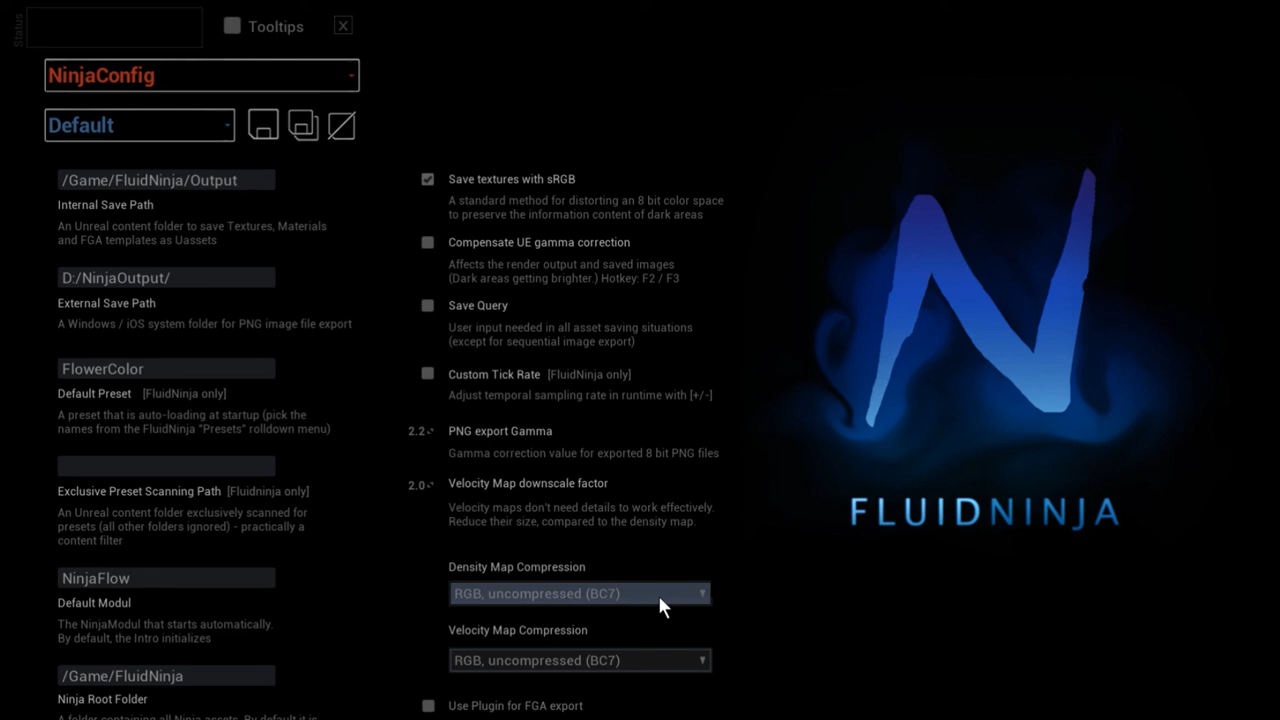 Status
Tooltips
NinjaConfig
Default
/Game/FluidNinja/Output
Internal Save Path
An Unreal content folder to save Textures, Materials
and FGA templates as Uassets
D:/NinjaOutput/
External Save Path
A Windows / iOS system folder for PNG image file export
FlowerColor
Default Preset [FluidNinja only]
A preset that is auto-loading at startup (pick the
names from the FluidNinja "Presets" rolldown menu)
Exclusive Preset Scanning Path [Fluidninja only]
An Unreal content folder exclusively scanned for
presets (all other folders ignored) - practically a
content filter
NinjaFlow
Default Modul
The NinjaModul that starts automatically.
By default, the Intro initializes
/Game/FluidNinja
Ninja Root Folder
A folder containing all Ninja assets. By default it is
Save textures with sRGB
A standard method for distorting an 8 bit color space
to preserve the information content of dark areas
Compensate UE gamma correction
Affects the render output and saved images
(Dark areas getting brighter.) Hotkey: F2 / F3
Save Query
User input needed in all asset saving situations
(except for sequential image export)
Custom Tick Rate [FluidNinja only]
Adjust temporal sampling rate in runtime with [+/-]
2.2 PNG export Gamma
Gamma correction value for exported 8 bit PNG files
2.0 Velocity Map downscale factor
Velocity maps don't need details to work effectively.
Reduce their size, compared to the density map.
Density Map Compression
RGB, uncompressed (BC7)
Velocity Map Compression
RGB, uncompressed (BC7)
Use Plugin for FGA export
N
FLUIDNINJA